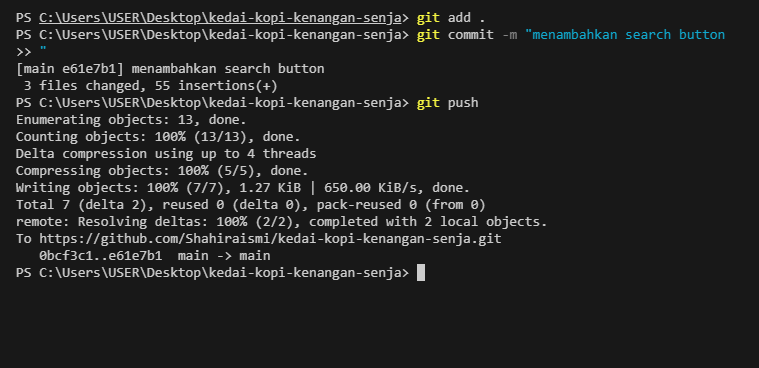 PS C:\Users\USER\Desktop\kedai-kopi-kenangan-senja> git add .
PS C:\Users\USER\Desktop\kedai-kopi-kenangan-senja> git commit -m "menambahkan search button
>> "
[main e61e7b1] menambahkan search button
 3 files changed, 55 insertions(+)
PS C:\Users\USER\Desktop\kedai-kopi-kenangan-senja> git push
Enumerating objects: 13, done.
Counting objects: 100% (13/13), done.
Delta compression using up to 4 threads
Compressing objects: 100% (5/5), done.
Writing objects: 100% (7/7), 1.27 KiB | 650.00 KiB/s, done.
Total 7 (delta 2), reused 0 (delta 0), pack-reused 0 (from 0)
remote: Resolving deltas: 100% (2/2), completed with 2 local objects.
To https://github.com/Shahiraismi/kedai-kopi-kenangan-senja.git
   0bcf3c1..e61e7b1  main -> main
PS C:\Users\USER\Desktop\kedai-kopi-kenangan-senja>